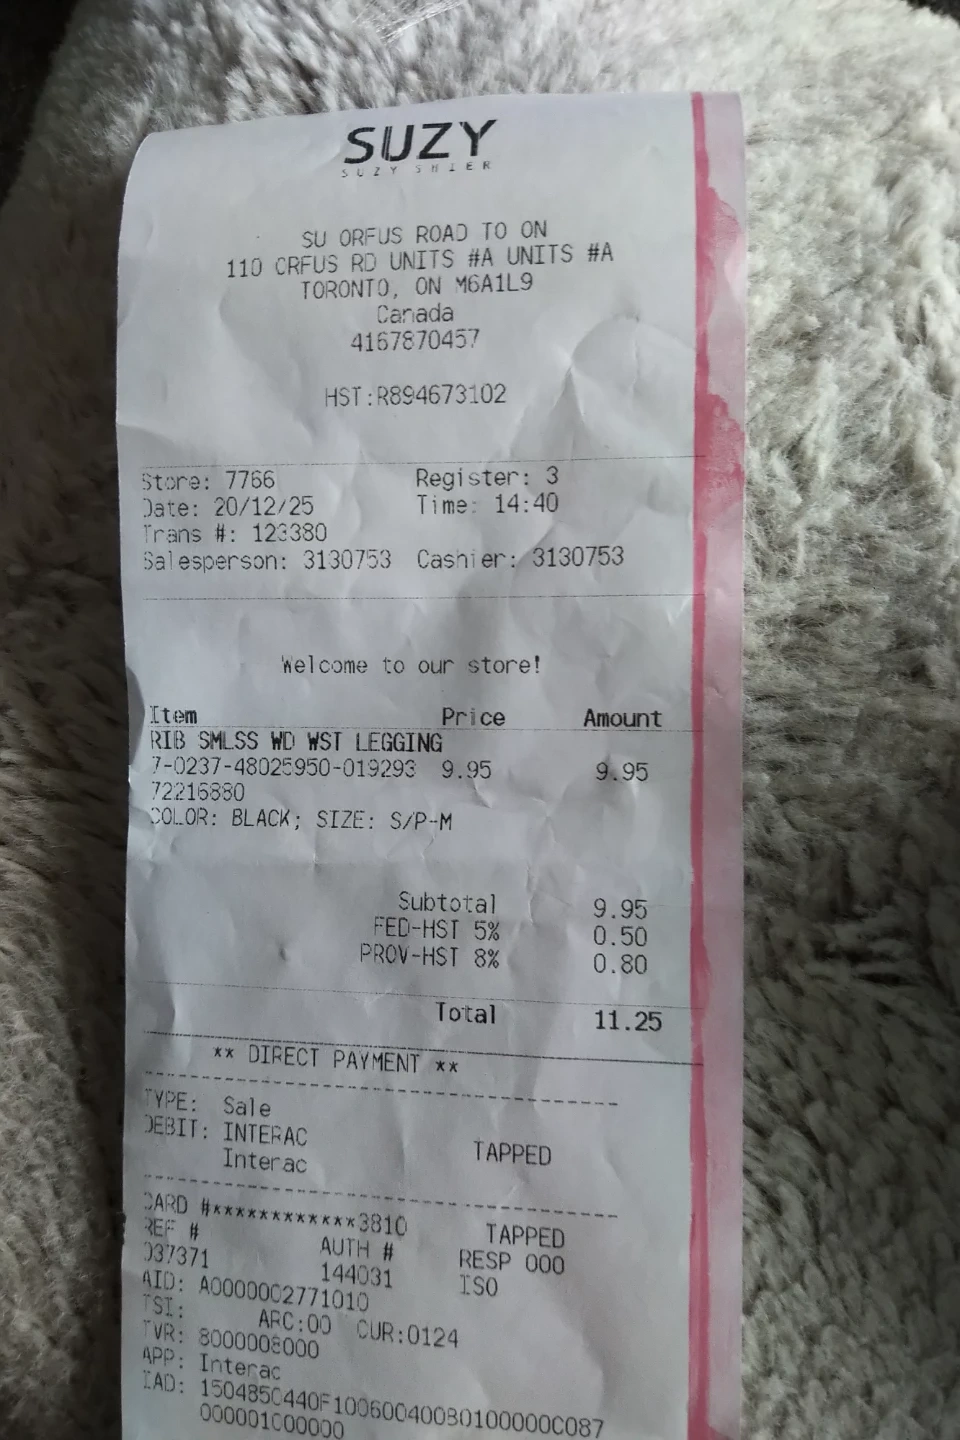 SUZY
SUZY SHIER
SU ORFUS ROAD TO ON
110 ORFUS RD UNITS #A UNITS #A
TORONTO, ON M6A1L9
Canada
4167870457
HST:R894673102
Store: 7766 Register: 3
Date: 20/12/25 Time: 14:40
Trans #: 123380
Salesperson: 3130753 Cashier: 3130753
Welcome to our store!
Item Price Amount
RIB SMLSS WD WST LEGGING
7-0237-48025950-019293 9.95 9.95
72216880
COLOR: BLACK; SIZE: S/P-M
Subtotal 9.95
FED-HST 5% 0.50
PROV-HST 8% 0.80
Total 11.25
** DIRECT PAYMENT **
TYPE: Sale
DEBIT: INTERAC TAPPED
Interac
CARD #************3810 TAPPED
REF # AUTH # RESP 000
037371 144031 ISO
AID: A0000002771010
TSI: ARC:00 CUR:0124
TVR: 8000008000
APP: Interac
IAD: 1504850440F10060040080100000C087
000001000000